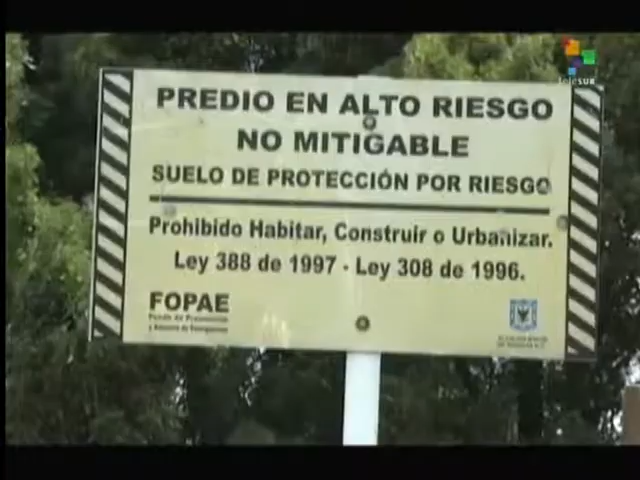 teleSUR
PREDIO EN ALTO RIESGO
NO MITIGABLE
SUELO DE PROTECCIÓN POR RIESGO
Prohibido Habitar, Construir o Urbanizar.
Ley 388 de 1997 - Ley 308 de 1996.
FOPAE